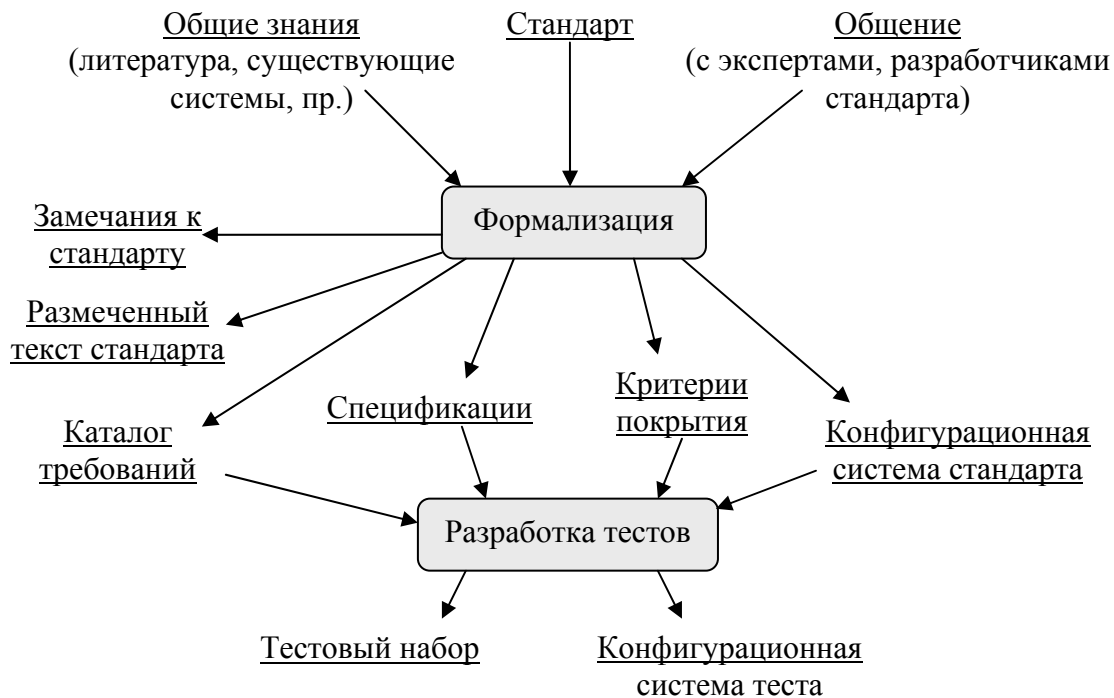 Общие знания
(литература, существующие
системы, пр.)
Стандарт
Общение
(с экспертами, разработчиками
стандарта)
Формализация
Замечания к
стандарту
Размеченный
текст стандарта
Каталог
требований
Спецификации
Критерии
покрытия
Конфигурационная
система стандарта
Разработка тестов
Тестовый набор
Конфигурационная
система теста